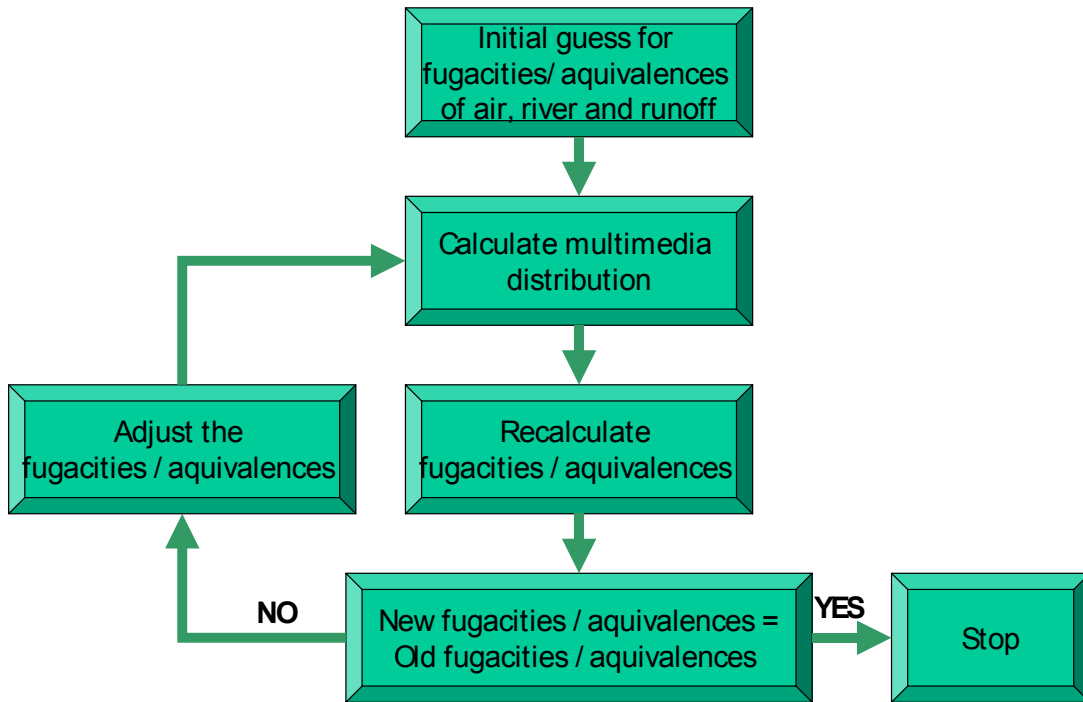 Initial guess for
fugacities/ aquivalences
of air, river and runoff
Calculate multimedia
distribution
Adjust the
fugacities / aquivalences
Recalculate
fugacities / aquivalences
NO
New fugacities / aquivalences =
Old fugacities / aquivalences
YES
Stop